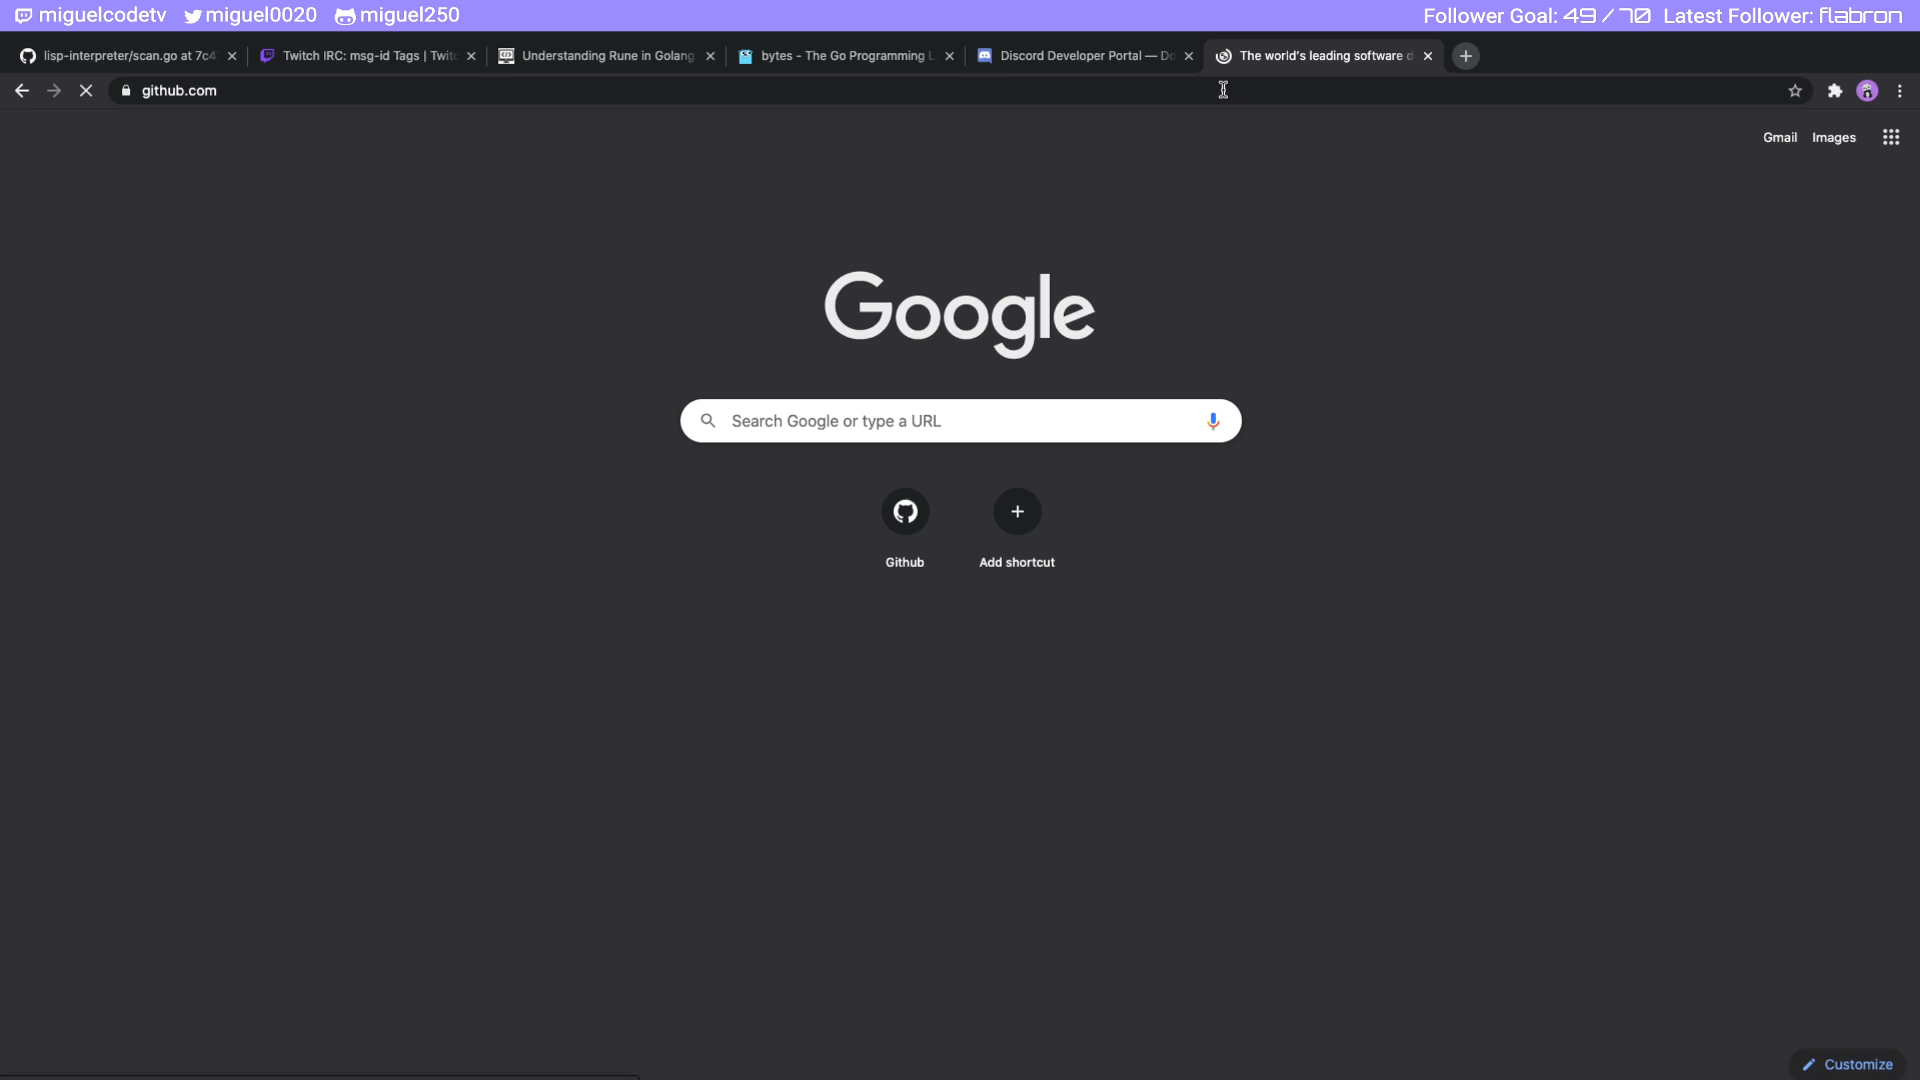 miguelcodetv miguel0020 miguel250 Follower Goal: 49 / 70 Latest Follower: flabron
lisp-interpreter/scan.go at 7c4 Twitch IRC: msg-id Tags | Twitc Understanding Rune in Golang bytes - The Go Programming L Discord Developer Portal — Do The world's leading software d
github.com
Gmail Images
Google
Search Google or type a URL
Github Add shortcut
Customize